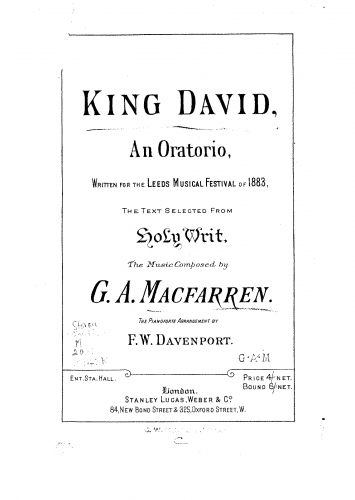 KING DAVID,
An Oratorio,
WRITTEN FOR THE LEEDS MUSICAL FESTIVAL OF 1883,
THE TEXT SELECTED FROM
Holy Writ,
The Music Composed by
G. A. MACFARREN.
THE PIANOFORTE ARRANGEMENT BY
F. W. DAVENPORT.
M
G·A·M
ENT. STA. HALL.
PRICE 4/- NET.
BOUND 6/- NET.
London.
STANLEY LUCAS, WEBER & Co
84, NEW BOND STREET & 325, OXFORD STREET, W.